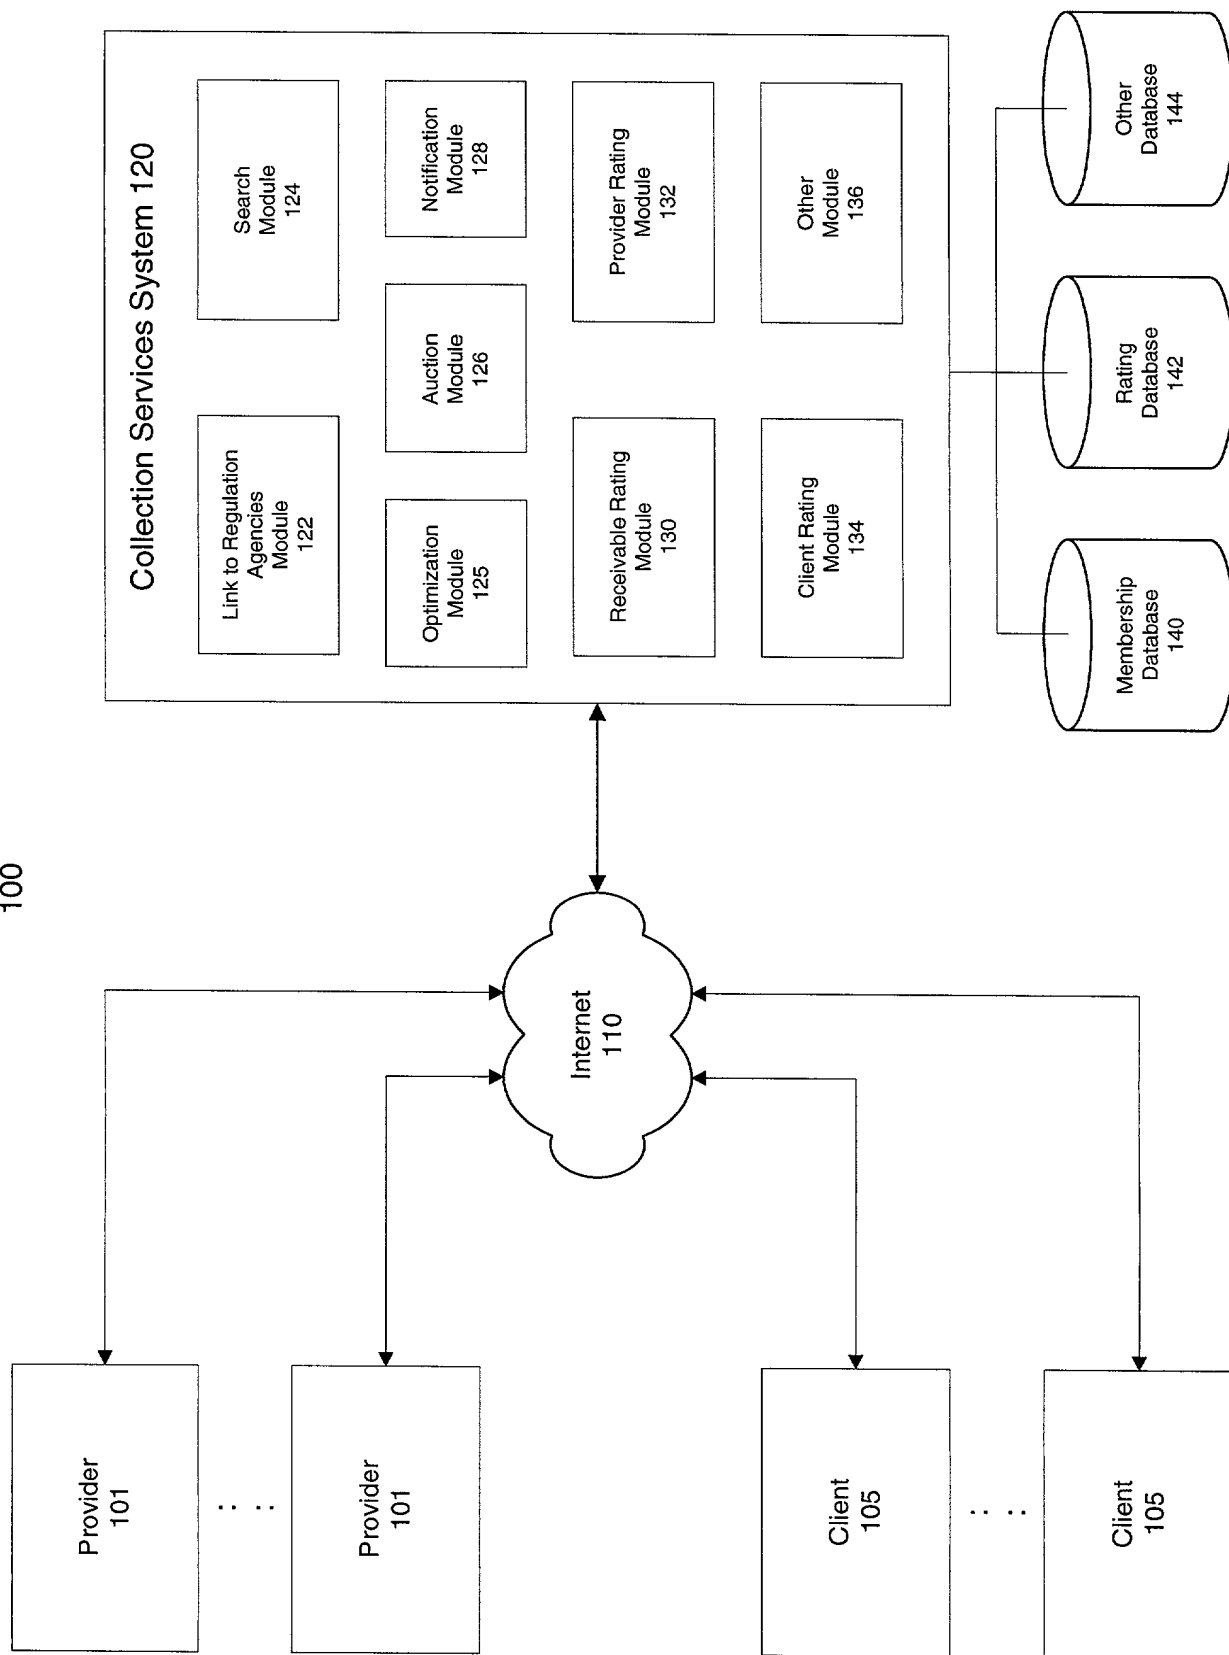 100
Provider
101
Provider
101
Client
105
Client
105
Internet
110
Collection Services System 120
Link to Regulation
Agencies
Module
122
Search
Module
124
Optimization
Module
125
Auction
Module
126
Notification
Module
128
Receivable Rating
Module
130
Provider Rating
Module
132
Client Rating
Module
134
Other
Module
136
Membership
Database
140
Rating
Database
142
Other
Database
144